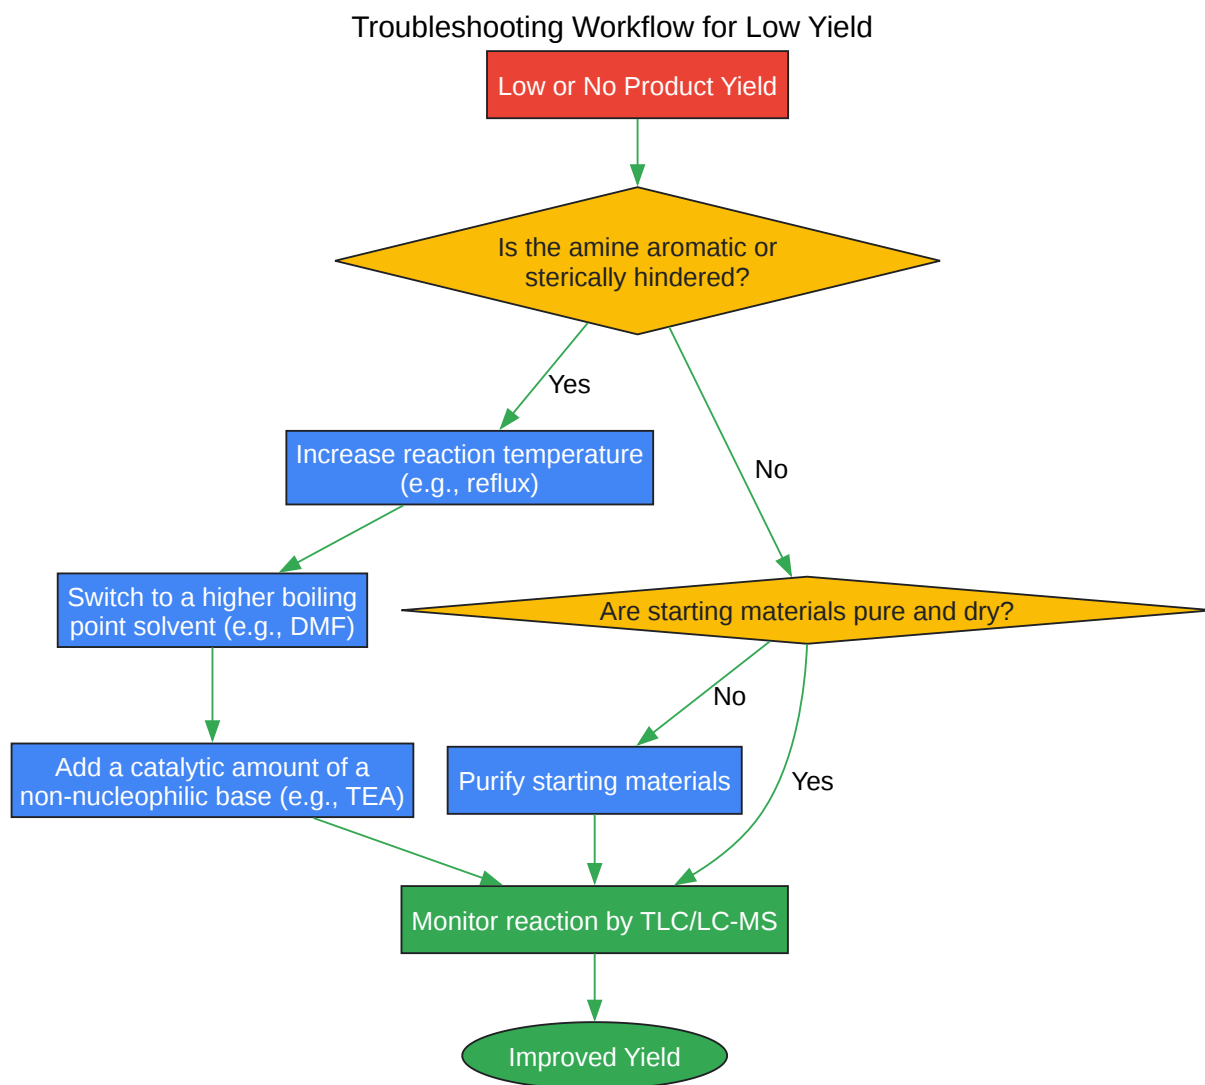 Troubleshooting Workflow for Low Yield
Low or No Product Yield
Is the amine aromatic or
sterically hindered?
Yes
Increase reaction temperature
(e.g., reflux)
No
Switch to a higher boiling
point solvent (e.g., DMF)
Are starting materials pure and dry?
No
Add a catalytic amount of a
non-nucleophilic base (e.g., TEA)
Purify starting materials
Yes
Monitor reaction by TLC/LC-MS
Improved Yield